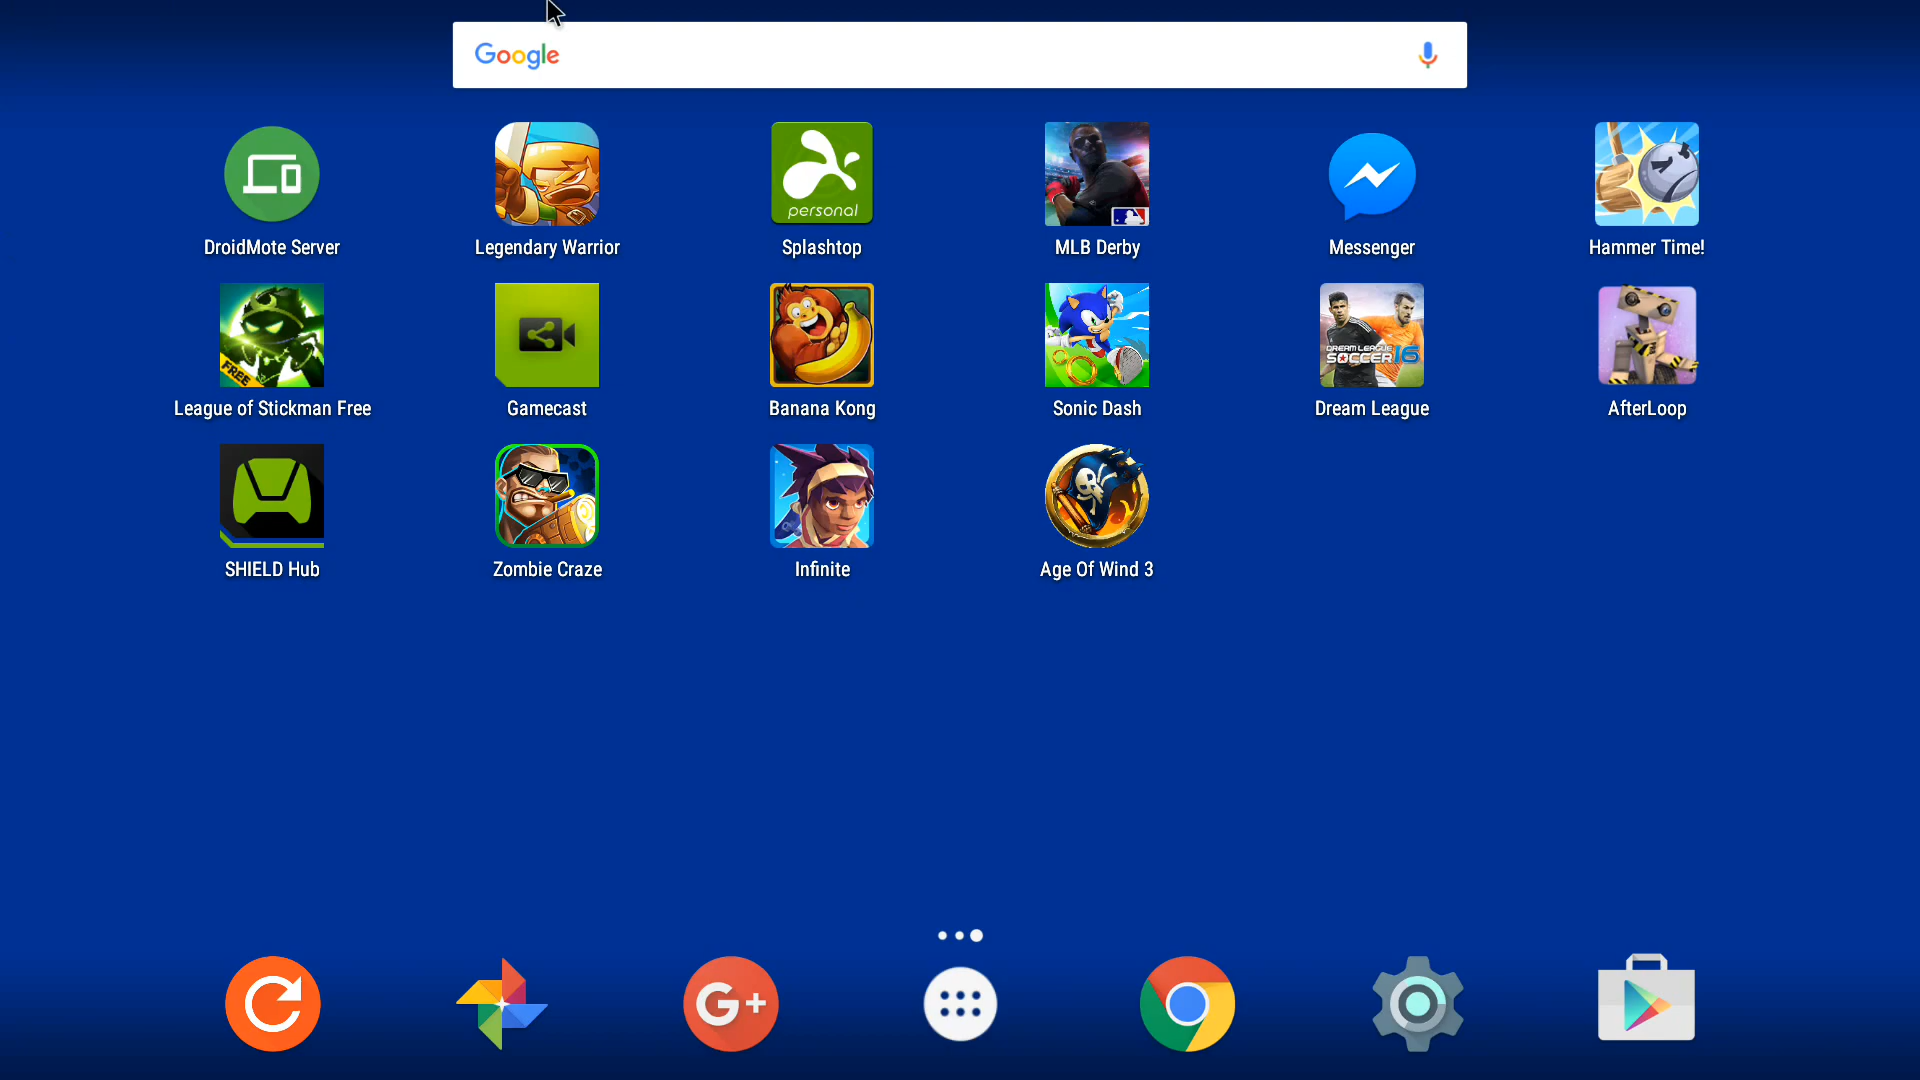 Google
personal
DroidMote Server
Legendary Warrior
Splashtop
MLB Derby
Messenger
Hammer Time!
FREE
DREAM LEAGUE
SOCCER 16
League of Stickman Free
Gamecast
Banana Kong
Sonic Dash
Dream League
AfterLoop
SHIELD Hub
Zombie Craze
Infinite
Age Of Wind 3
G+